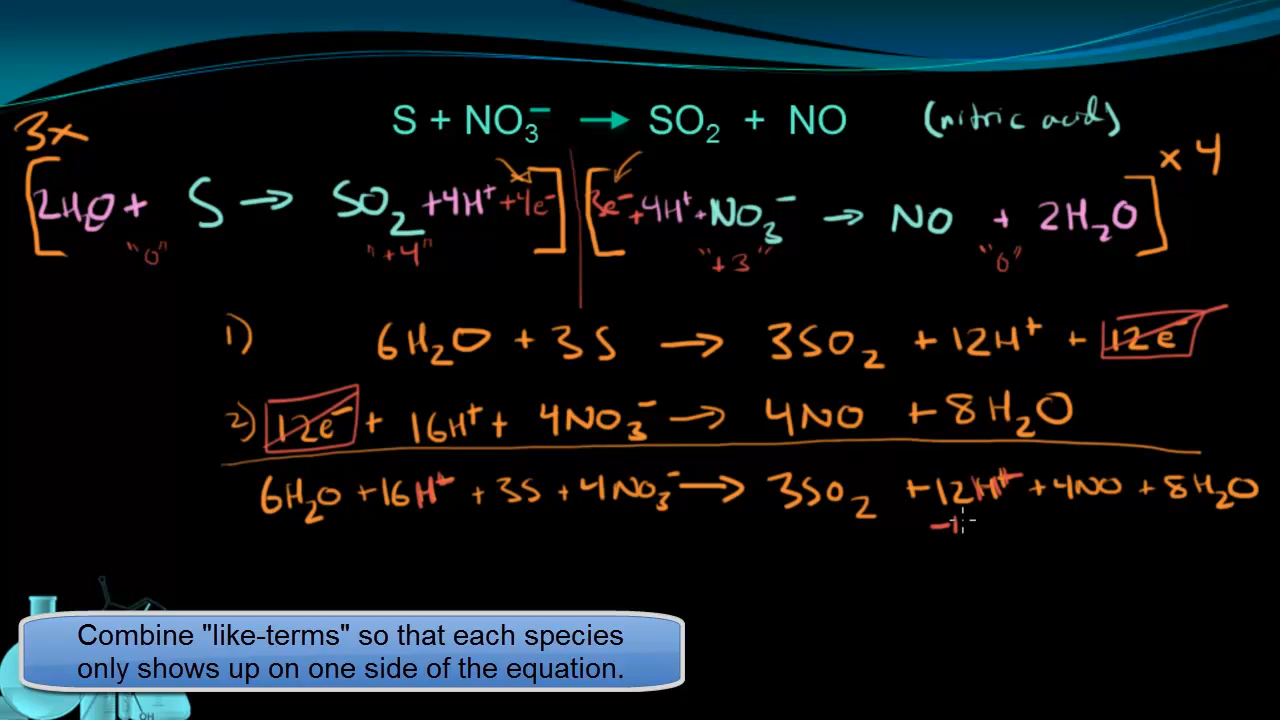 S + NO₃⁻ → SO₂ + NO (nitric acid)
3x
[2H₂O + S → SO₂ +4H⁺ +4e⁻] [3e⁻ +4H⁺ + NO₃⁻ → NO + 2H₂O] x 4
"0" "+4" "+3" "0"
1) 6H₂O + 3S → 3SO₂ + 12H⁺ + 12e⁻
2) 12e⁻ + 16H⁺ + 4NO₃⁻ → 4NO + 8H₂O
6H₂O + 16H⁺ + 3S + 4NO₃⁻ → 3SO₂ + 12H⁺ + 4NO + 8H₂O
-1
Combine "like-terms" so that each species
only shows up on one side of the equation.
OH